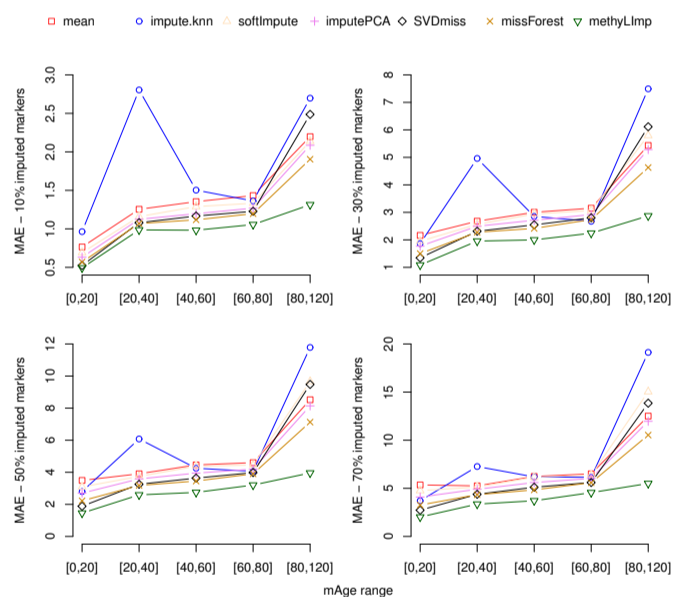 mean impute.knn softImpute imputePCA SVDmiss missForest methyLImp
MAE − 10% imputed markers
3.0
2.5
2.0
1.5
1.0
0.5
[0,20] [20,40] [40,60] [60,80] [80,120]
MAE − 30% imputed markers
8
7
6
5
4
3
2
1
[0,20] [20,40] [40,60] [60,80] [80,120]
MAE − 50% imputed markers
12
10
8
6
4
2
0
[0,20] [20,40] [40,60] [60,80] [80,120]
MAE − 70% imputed markers
20
15
10
5
0
[0,20] [20,40] [40,60] [60,80] [80,120]
mAge range